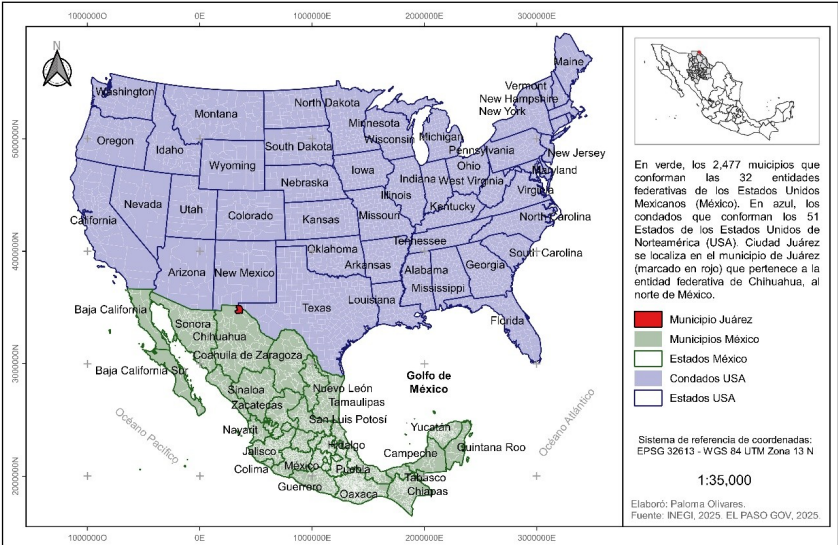 1000000O 0E 1000000E 2000000E 3000000E
N
Maine
Washington
Vermont
Montana
North Dakota
New Hampshire
Minnesota
New York
Oregon
Wisconsin
Michigan
Idaho
South Dakota
Pennsylvania
New Jersey
Wyoming
Ohio
Iowa
Maryland
Nebraska
Indiana
West Virginia
Nevada
Illinois
Virginia
Utah
Colorado
Kansas
Missouri
Kentucky
California
North Carolina
Tennessee
Oklahoma
South Carolina
Arizona
New Mexico
Arkansas
Alabama
Georgia
Mississippi
Texas
Louisiana
Florida
Baja California
Sonora
Chihuahua
Coahuila de Zaragoza
Baja California Sur
Golfo de
México
Sinaloa
Nuevo León
Zacatecas
Tamaulipas
San Luis Potosí
Océano Pacífico
Océano Atlántico
Nayarit
Yucatán
Hidalgo
Quintana Roo
Jalisco
Campeche
Colima
México
Puebla
Tabasco
Guerrero
Oaxaca
Chiapas
5000000N
4000000N
3000000N
2000000N
1000000O 0E 1000000E 2000000E 3000000E
En verde, los 2,477 muicipios que
conforman las 32 entidades
federativas de los Estados Unidos
Mexicanos (México). En azul, los
condados que conforman los 51
Estados de los Estados Unidos de
Norteamérica (USA). Ciudad Juárez
se localiza en el municipio de Juárez
(marcado en rojo) que pertenece a la
entidad federativa de Chihuahua, al
norte de México.
Municipio Juárez
Municipios México
Estados México
Condados USA
Estados USA
Sistema de referencia de coordenadas:
EPSG 32613 - WGS 84 UTM Zona 13 N
1:35,000
Elaboró: Paloma Olivares.
Fuente: INEGI, 2025. EL PASO GOV, 2025.